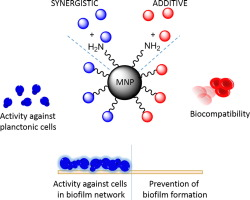 SYNERGISTIC ADDITIVE
+ +
H₂N NH₂
MNP
Activity against
planctonic cells
Biocompatibility
Activity against cells
in biofilm network
Prevention of
biofilm formation